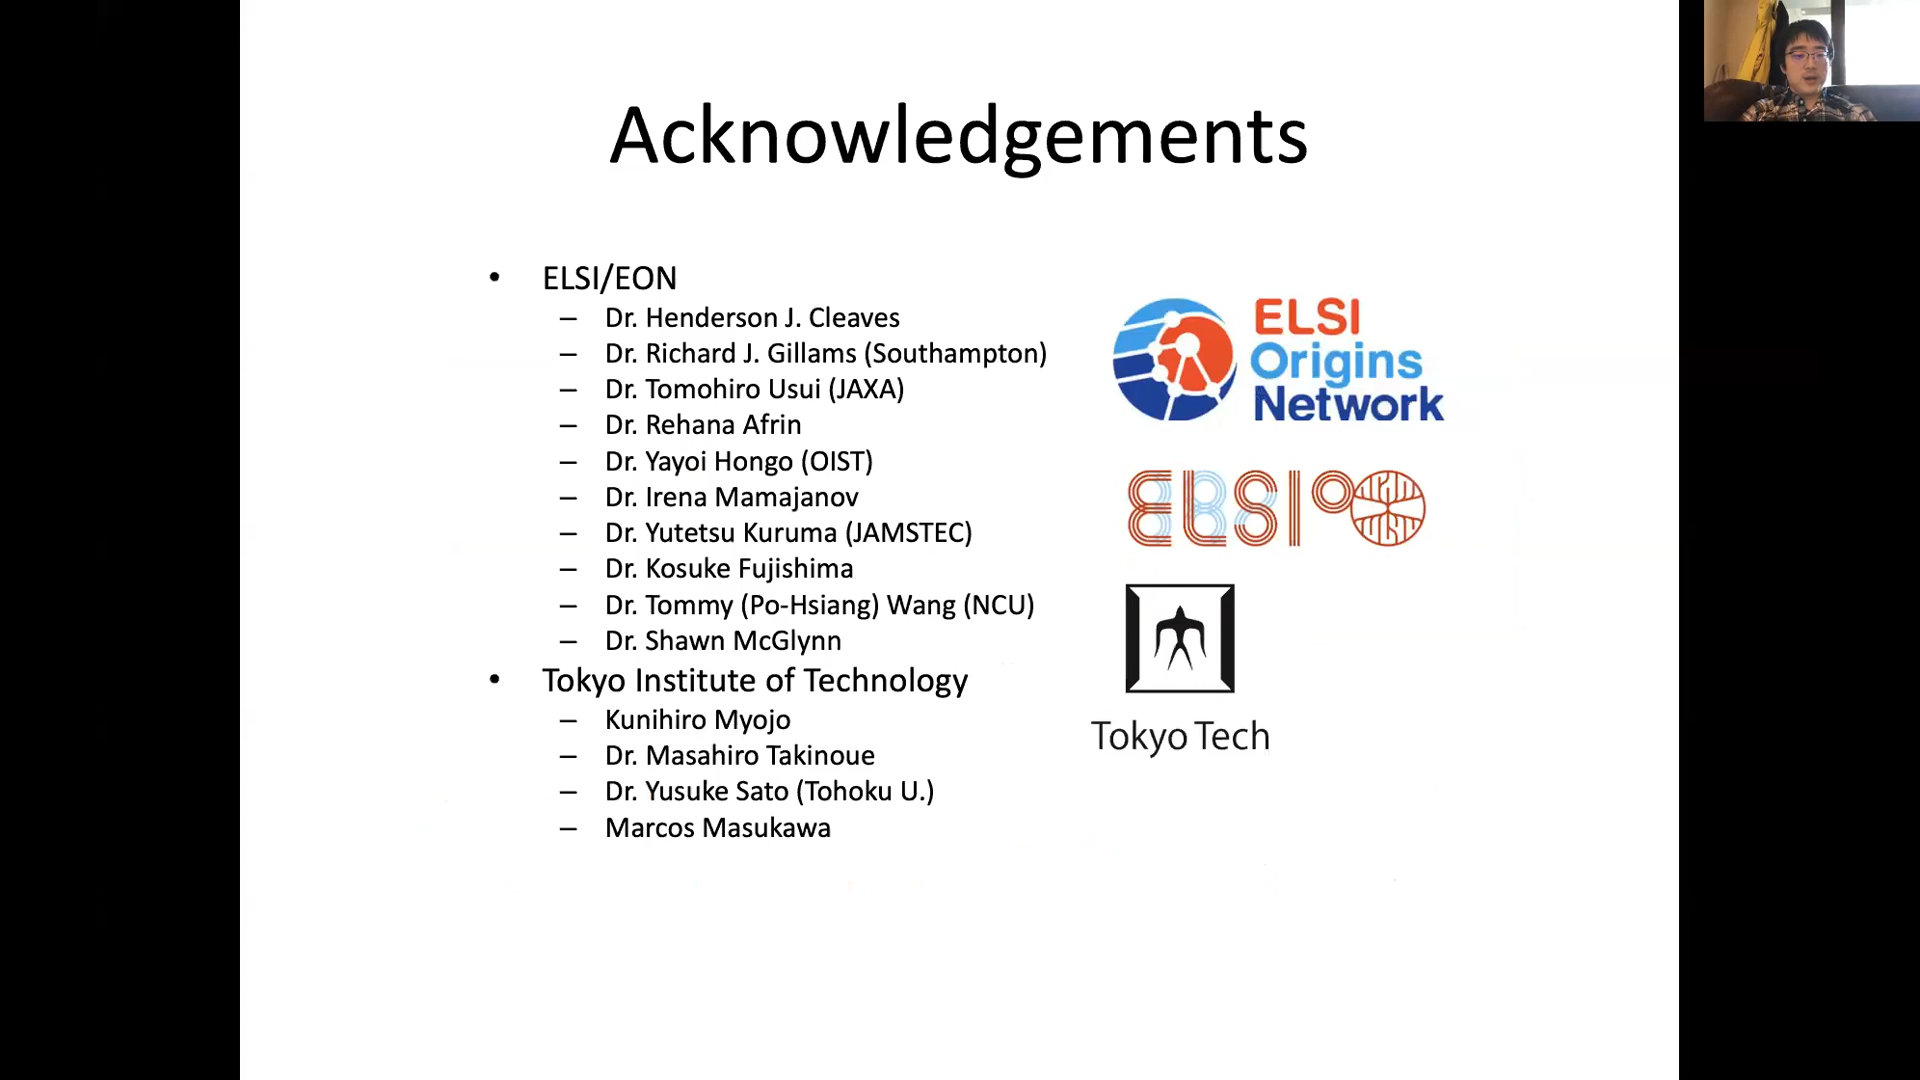 Acknowledgements
• ELSI/EON
– Dr. Henderson J. Cleaves
– Dr. Richard J. Gillams (Southampton)
– Dr. Tomohiro Usui (JAXA)
– Dr. Rehana Afrin
– Dr. Yayoi Hongo (OIST)
– Dr. Irena Mamajanov
– Dr. Yutetsu Kuruma (JAMSTEC)
– Dr. Kosuke Fujishima
– Dr. Tommy (Po-Hsiang) Wang (NCU)
– Dr. Shawn McGlynn
• Tokyo Institute of Technology
– Kunihiro Myojo
– Dr. Masahiro Takinoue
– Dr. Yusuke Sato (Tohoku U.)
– Marcos Masukawa
ELSI
Origins
Network
ELSI
Tokyo Tech